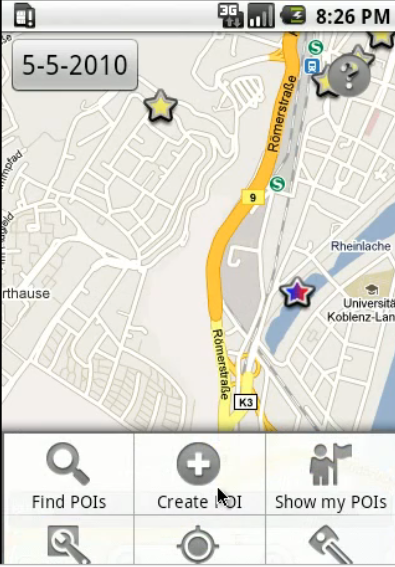 3G
8:26 PM
5-5-2010
?
S
Römerstraße
S
9
Rheinlache
rthause
Universitä
Koblenz-Lan
Römerstraße
K3
Find POIs
Create POI
Show my POIs